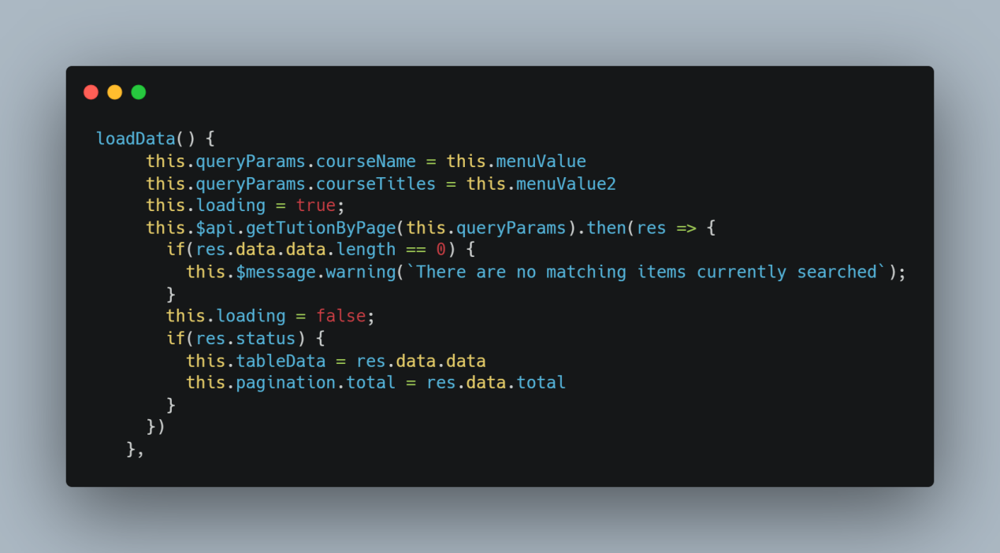 loadData() {
     this.queryParams.courseName = this.menuValue
     this.queryParams.courseTitles = this.menuValue2
     this.loading = true;
     this.$api.getTutionByPage(this.queryParams).then(res => {
       if(res.data.data.length == 0) {
         this.$message.warning(`There are no matching items currently searched`);
       }
       this.loading = false;
       if(res.status) {
         this.tableData = res.data.data
         this.pagination.total = res.data.total
       }
     })
   },